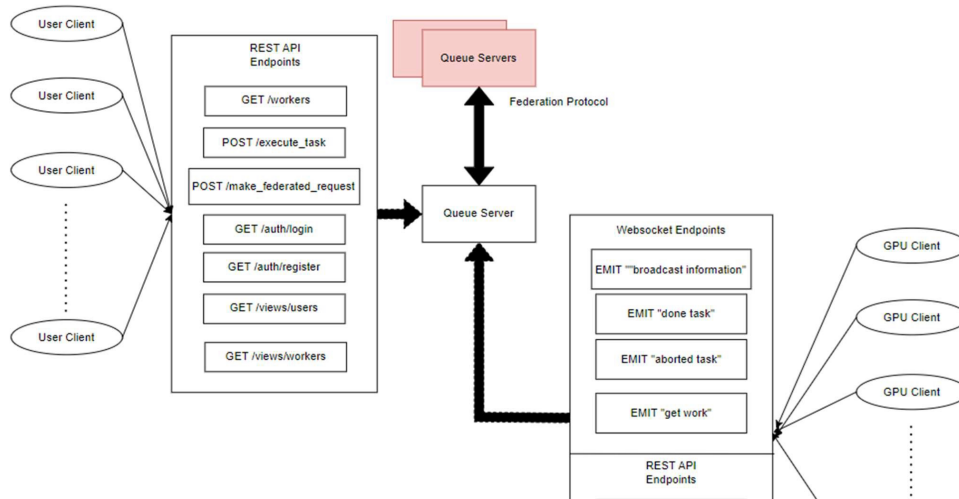 User Client
User Client
User Client
User Client
REST API
Endpoints
GET /workers
POST /execute_task
POST /make_federated_request
GET /auth/login
GET /auth/register
GET /views/users
GET /views/workers
Queue Servers
Federation Protocol
Queue Server
Websocket Endpoints
EMIT ""broadcast information"
EMIT "done task"
EMIT "aborted task"
EMIT "get work"
REST API
Endpoints
GPU Client
GPU Client
GPU Client